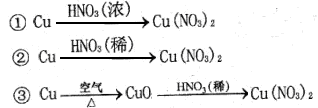 ① Cu HNO₃(浓)→ Cu(NO₃)₂
② Cu HNO₃(稀)→ Cu(NO₃)₂
③ Cu 空气 △→ CuO HNO₃(稀)→ Cu(NO₃)₂